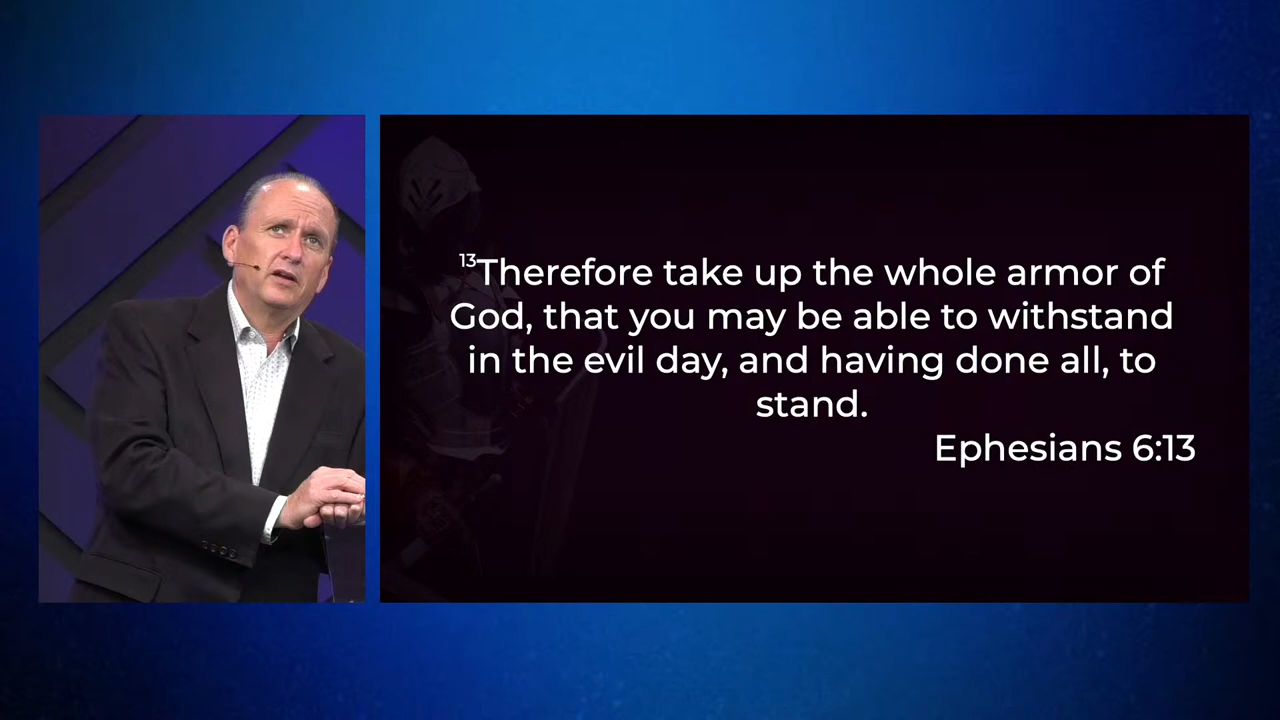 13Therefore take up the whole armor of
God, that you may be able to withstand
in the evil day, and having done all, to
stand.
Ephesians 6:13